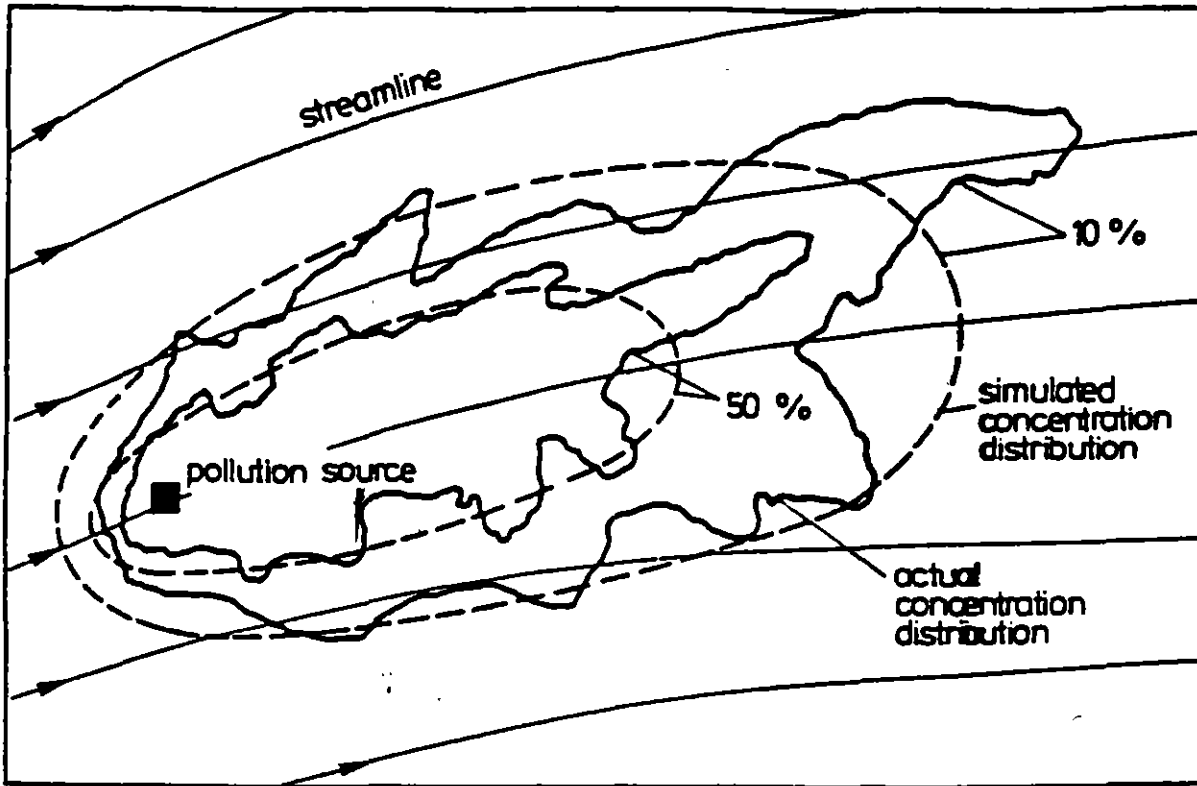 streamline
10 %
50 %
simulated
concentration
distribution
pollution source
actual
concentration
distribution